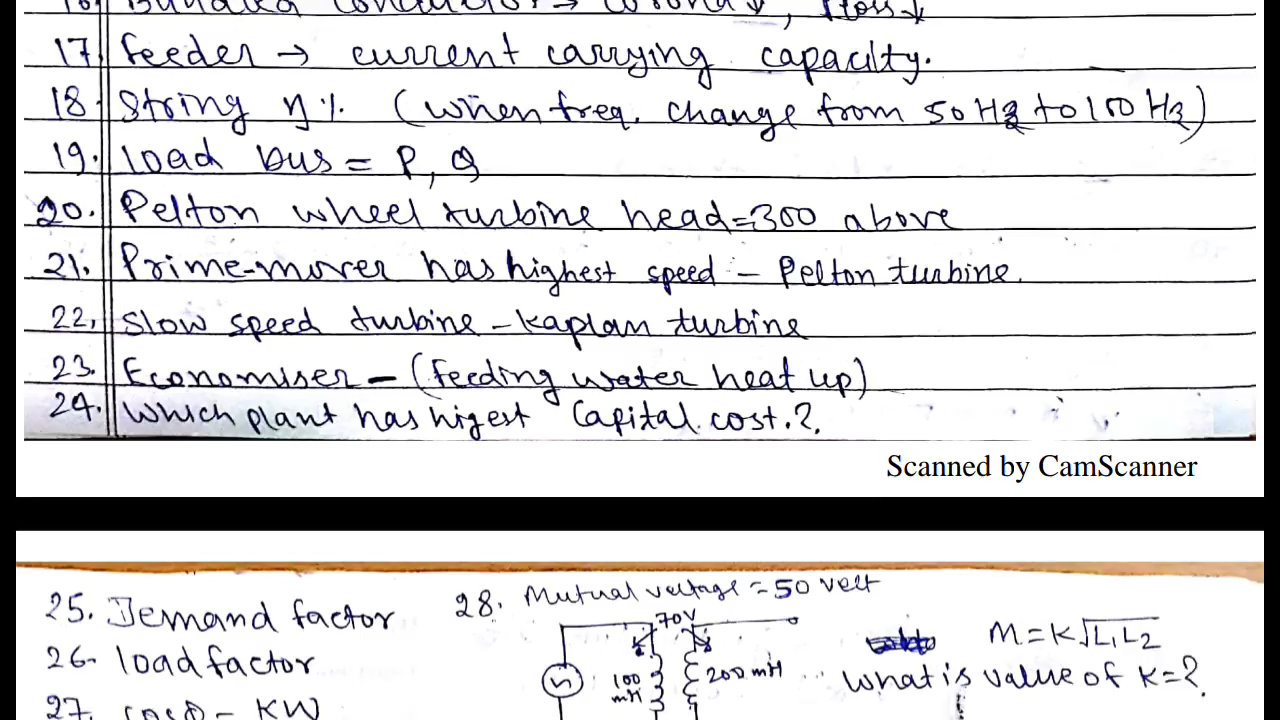 17. feeder → current carrying capacity.
18. String η % (when freq. change from 50 Hz to 100 Hz)
19. load bus = P, Q
20. Pelton wheel turbine head = 300 above
21. Prime-mover has highest speed – Pelton turbine.
22. Slow speed turbine – kaplan turbine
23. Economiser – (feeding water heat up)
24. Which plant has higest Capital cost.?
Scanned by CamScanner
25. Demand factor
26. load factor
27. cosØ – KW
28. Mutual voltage = 50 volt
70V
100 mH
200 mH
M = K√L₁L₂
What is value of K = ?